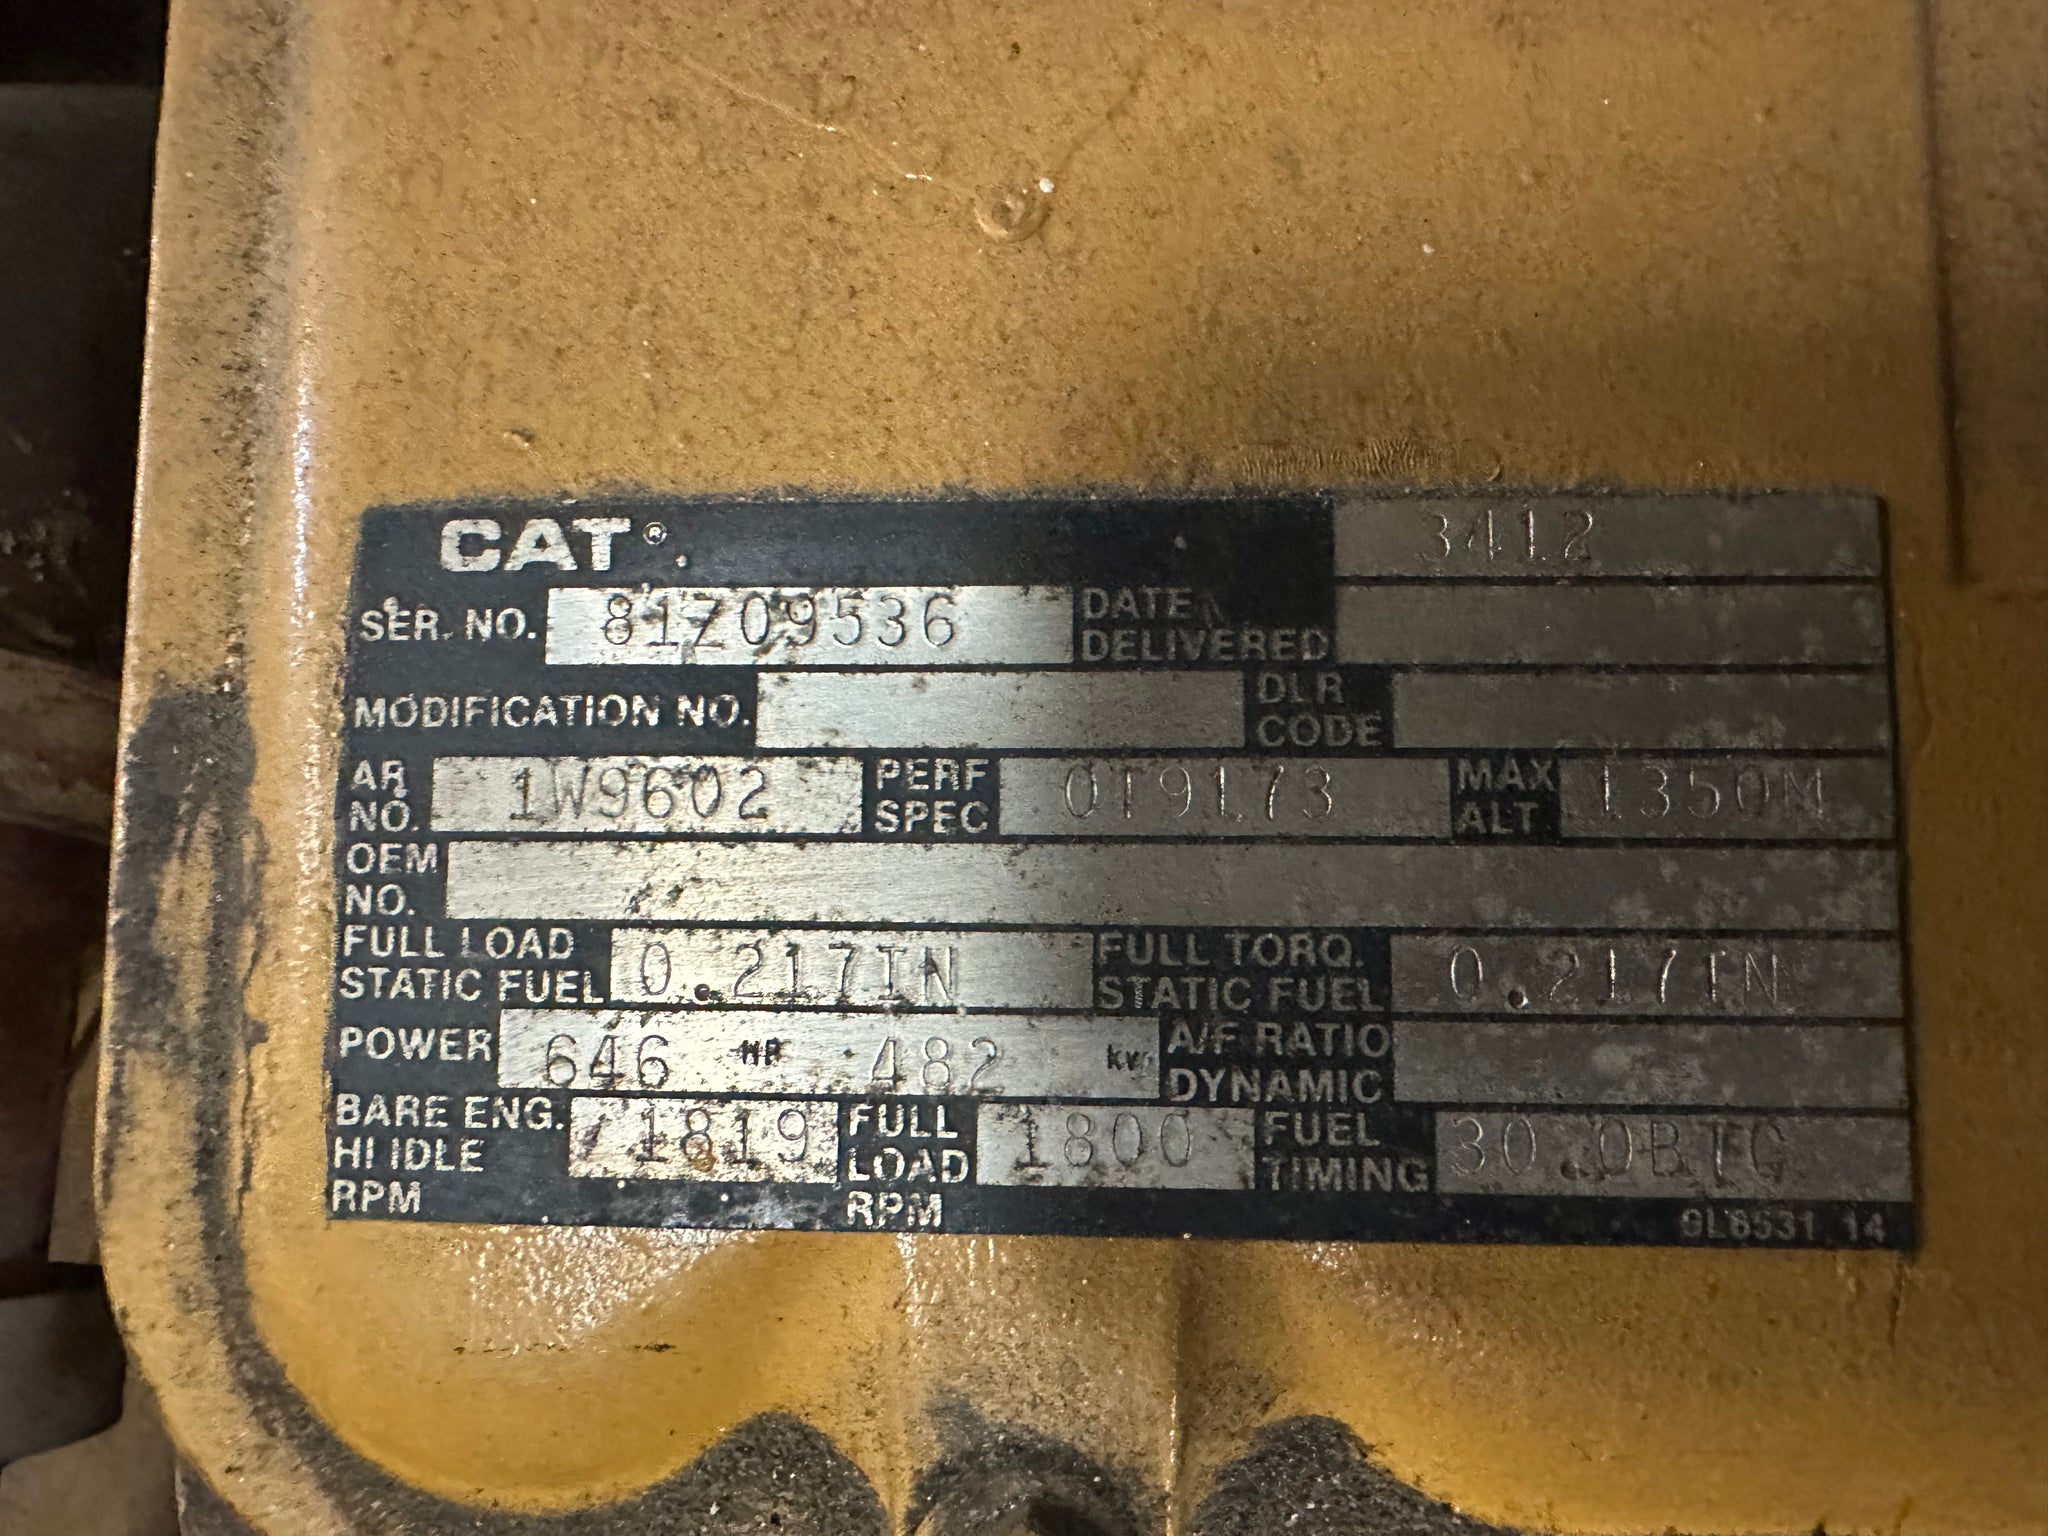 CAT® 3412
SER. NO. 81Z09536 DATE DELIVERED
MODIFICATION NO. DLR CODE
AR NO. 1W9602 PERF SPEC 0T9173 MAX ALT 1350M
OEM NO.
FULL LOAD STATIC FUEL 0.217IN FULL TORQ. STATIC FUEL 0.217IN
POWER 646 HP 482 kW A/F RATIO DYNAMIC
BARE ENG. HI IDLE RPM 1819 FULL LOAD RPM 1800 FUEL TIMING 30.0BTC
9L6531 14